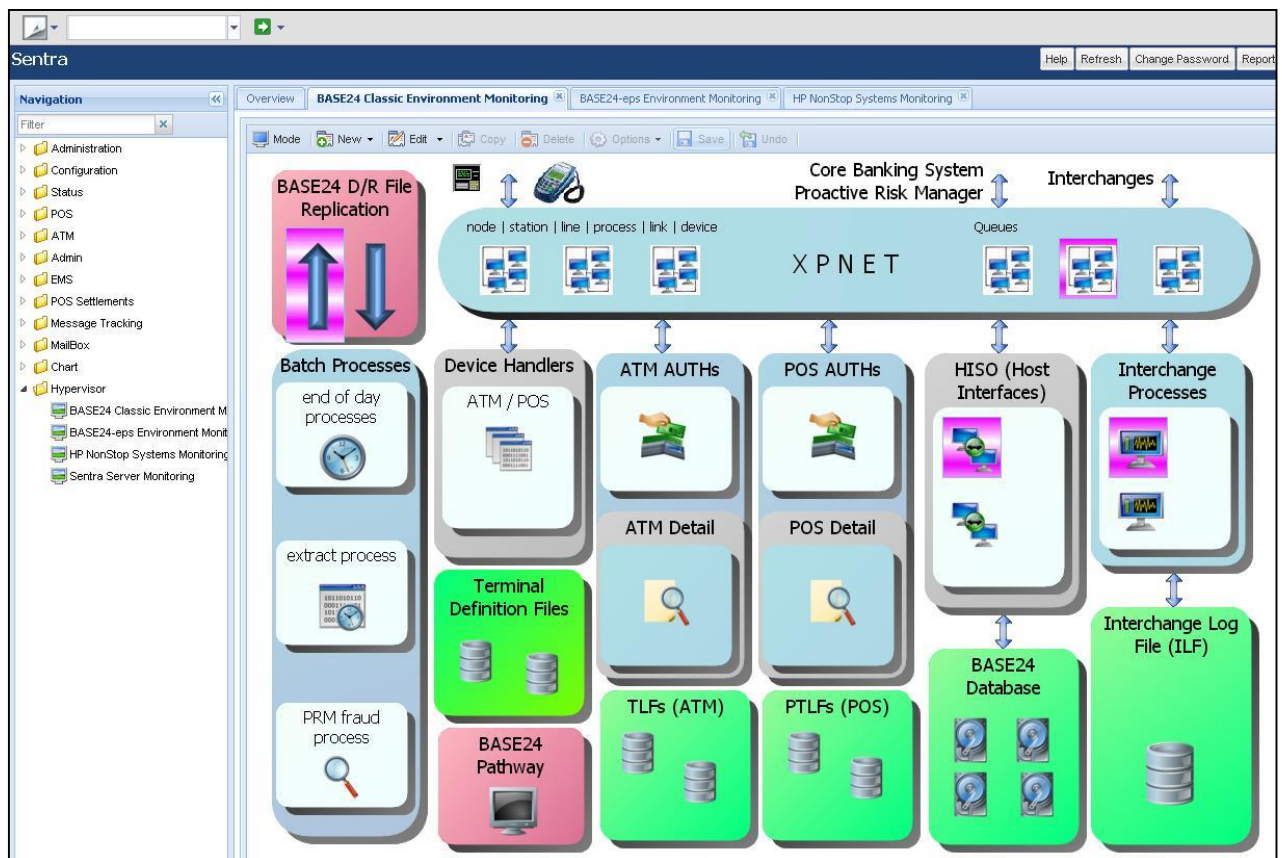 Sentra
Help
Refresh
Change Password
Report
Navigation
Filter
Administration
Configuration
Status
POS
ATM
Admin
EMS
POS Settlements
Message Tracking
MailBox
Chart
Hypervisor
BASE24 Classic Environment M
BASE24-eps Environment Monit
HP NonStop Systems Monitoring
Sentra Server Monitoring
Overview
BASE24 Classic Environment Monitoring
BASE24-eps Environment Monitoring
HP NonStop Systems Monitoring
Mode
New
Edit
Copy
Delete
Options
Save
Undo
BASE24 D/R File
Replication
Core Banking System
Proactive Risk Manager
Interchanges
node | station | line | process | link | device
XPNET
Queues
Batch Processes
end of day
processes
extract process
PRM fraud
process
Device Handlers
ATM / POS
Terminal
Definition Files
BASE24
Pathway
ATM AUTHs
ATM Detail
TLFs (ATM)
POS AUTHs
POS Detail
PTLFs (POS)
HISO (Host
Interfaces)
BASE24
Database
Interchange
Processes
Interchange Log
File (ILF)